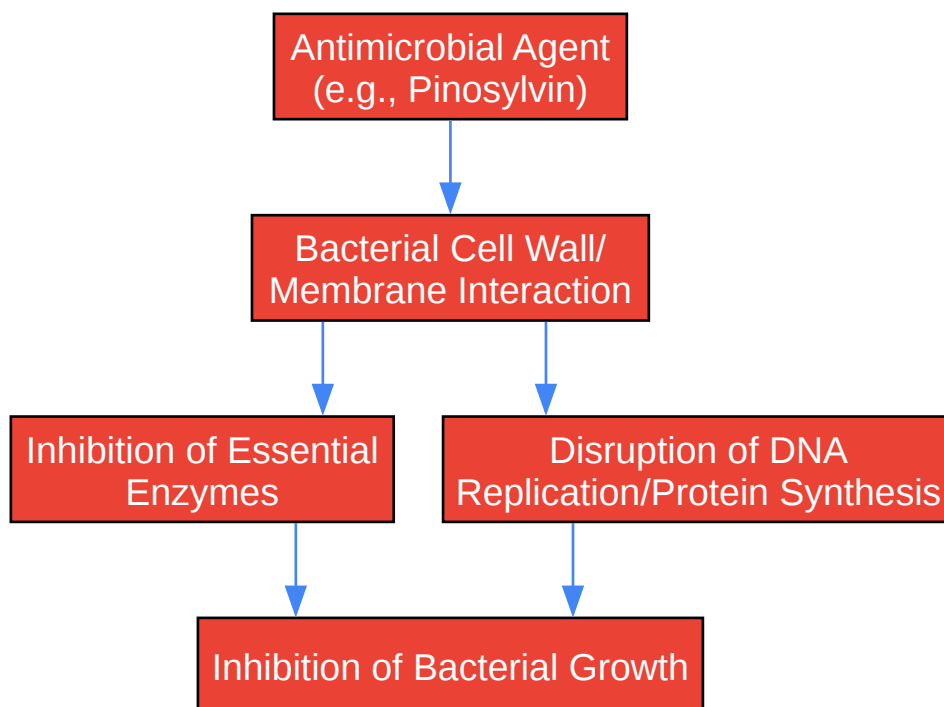 Antimicrobial Agent
(e.g., Pinosylvin)
Bacterial Cell Wall/
Membrane Interaction
Inhibition of Essential
Enzymes
Disruption of DNA
Replication/Protein Synthesis
Inhibition of Bacterial Growth